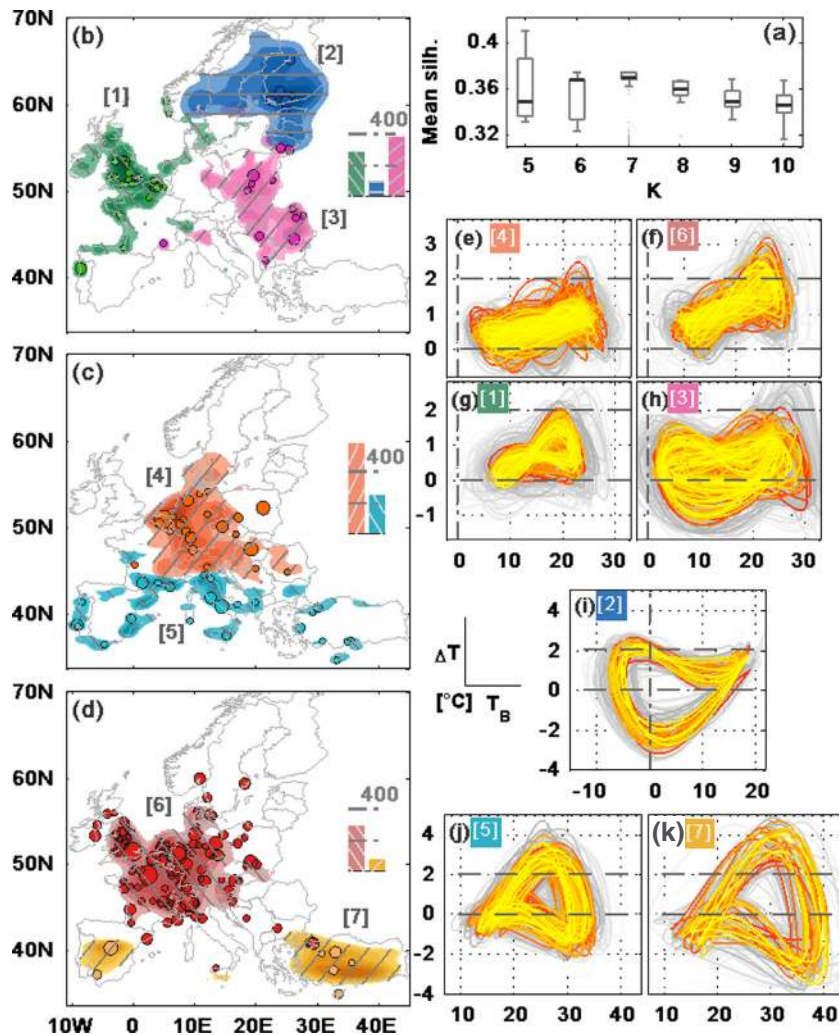 70N
(b)
[2]
[1]
60N
400
50N
[3]
40N
(a)
Mean silh.
0.4
0.36
0.32
5 6 7 8 9 10
K
70N
(c)
[4]
60N
400
50N
40N
[5]
70N
(d)
60N
[6]
400
50N
[7]
40N
10W 0 10E 20E 30E 40E
(e) [4]
3
2
1
0
(f) [6]
(g) [1]
2
1
0
-1
0 10 20 30
(h) [3]
0 10 20 30
(i) [2]
4
2
0
-2
-4
-10 0 10 20
ΔT
[°C] T_B
(j) [5]
4
2
0
-2
-4
10 20 30 40
(k) [7]
10 20 30 40